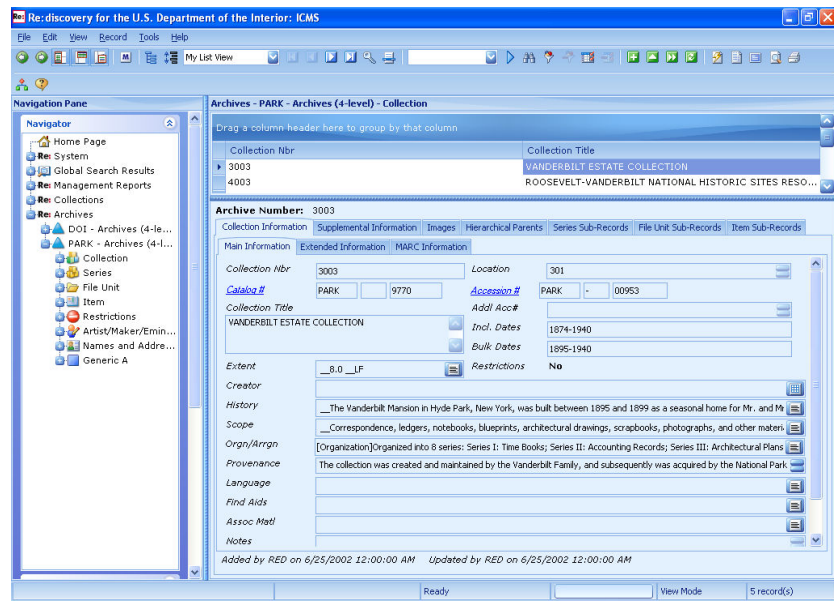 Re: Re:discovery for the U.S. Department of the Interior: ICMS
File Edit View Record Tools Help
M My List View
Navigation Pane
Archives - PARK - Archives (4-level) - Collection
Navigator
Home Page
Re: System
Global Search Results
Re: Management Reports
Re: Collections
Re: Archives
DOI - Archives (4-le...
PARK - Archives (4-l...
Collection
Series
File Unit
Item
Restrictions
Artist/Maker/Emin...
Names and Addre...
Generic A
Drag a column header here to group by that column
Collection Nbr Collection Title
3003 VANDERBILT ESTATE COLLECTION
4003 ROOSEVELT-VANDERBILT NATIONAL HISTORIC SITES RESO...
Archive Number: 3003
Collection Information Supplemental Information Images Hierarchical Parents Series Sub-Records File Unit Sub-Records Item Sub-Records
Main Information Extended Information MARC Information
Collection Nbr 3003 Location 301
Catalog # PARK 9770 Accession # PARK - 00953
Collection Title Addl Acc#
VANDERBILT ESTATE COLLECTION
Incl. Dates 1874-1940
Bulk Dates 1895-1940
Extent __8.0 __LF Restrictions No
Creator
History __The Vanderbilt Mansion in Hyde Park, New York, was built between 1895 and 1899 as a seasonal home for Mr. and Mr
Scope __Correspondence, ledgers, notebooks, blueprints, architectural drawings, scrapbooks, photographs, and other materi
Orgn/Arrgn [Organization]Organized into 8 series: Series I: Time Books; Series II: Accounting Records; Series III: Architectural Plans
Provenance The collection was created and maintained by the Vanderbilt Family, and subsequently was acquired by the National Park
Language
Find Aids
Assoc Matl
Notes
Added by RED on 6/25/2002 12:00:00 AM Updated by RED on 6/25/2002 12:00:00 AM
Ready View Mode 5 record(s)